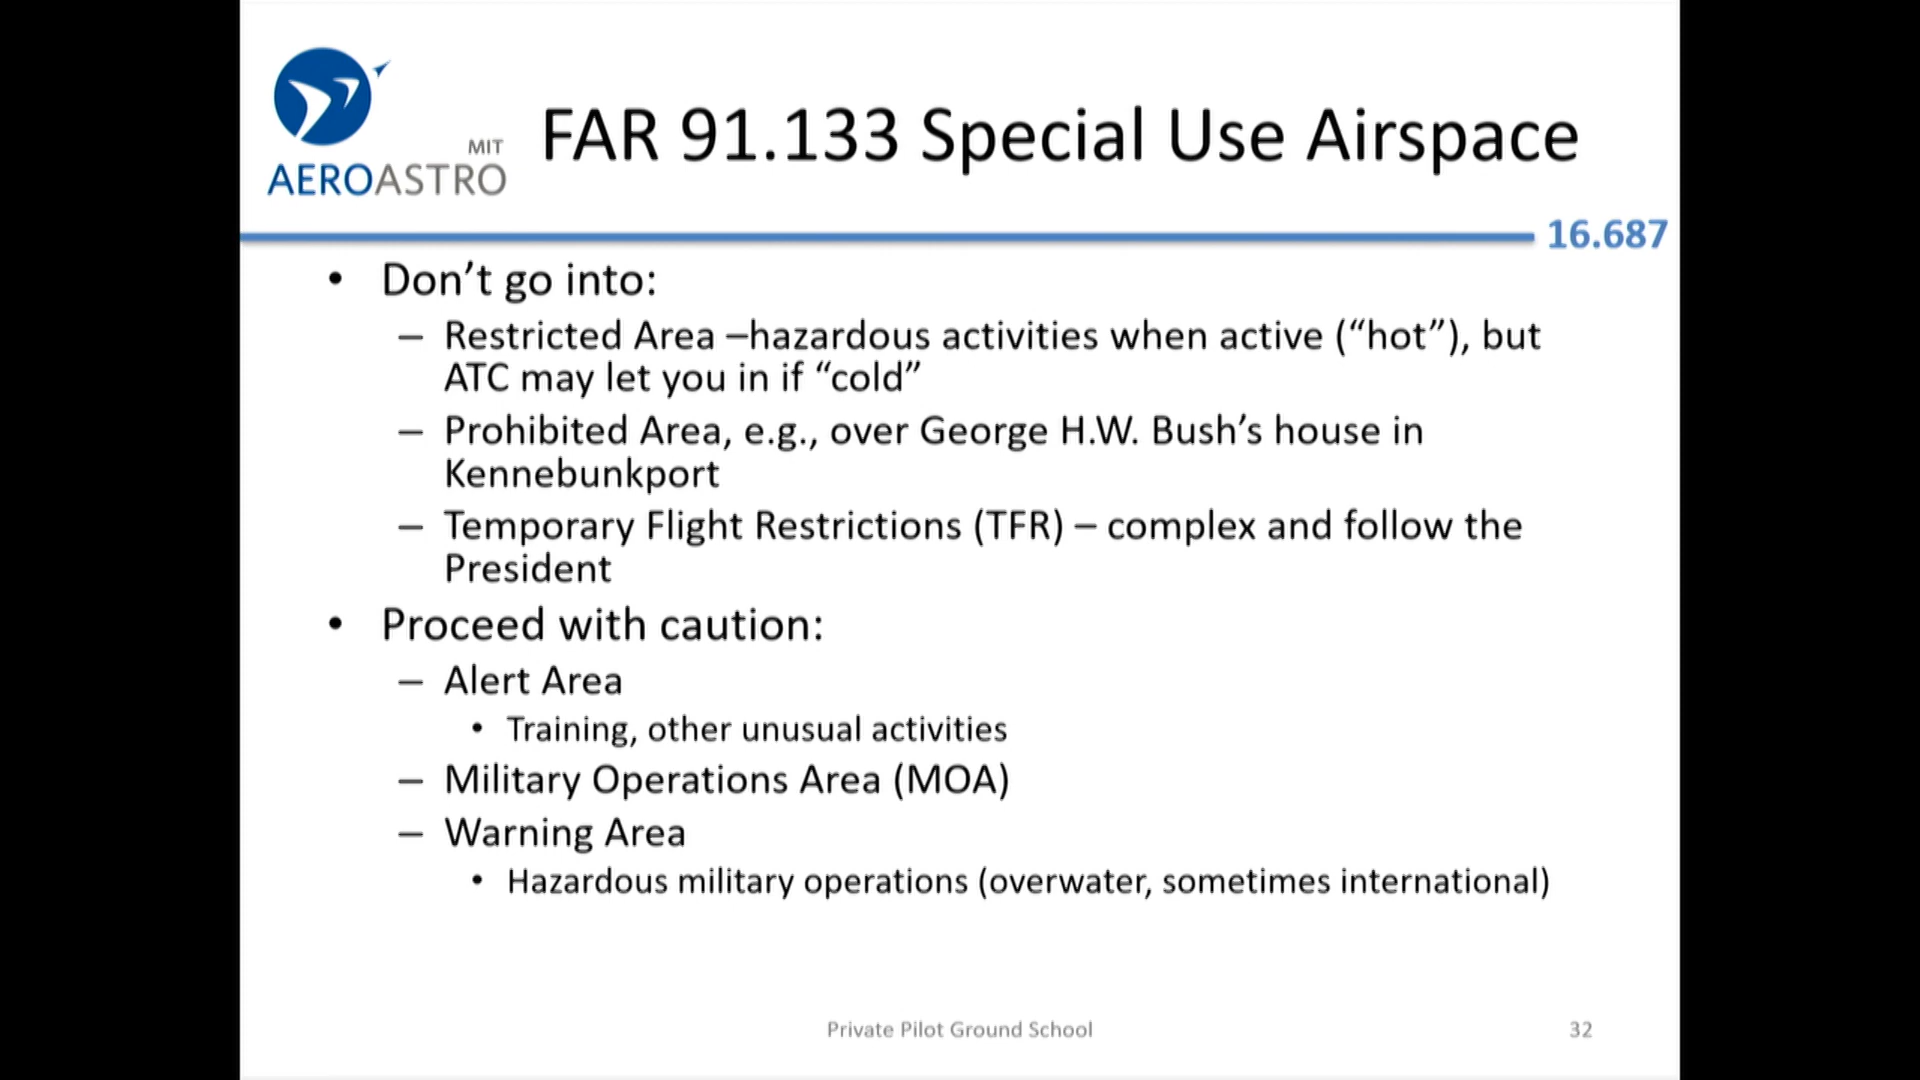 MIT
AEROASTRO
FAR 91.133 Special Use Airspace
16.687
• Don’t go into:
– Restricted Area –hazardous activities when active (“hot”), but
ATC may let you in if “cold”
– Prohibited Area, e.g., over George H.W. Bush’s house in
Kennebunkport
– Temporary Flight Restrictions (TFR) – complex and follow the
President
• Proceed with caution:
– Alert Area
• Training, other unusual activities
– Military Operations Area (MOA)
– Warning Area
• Hazardous military operations (overwater, sometimes international)
Private Pilot Ground School
32